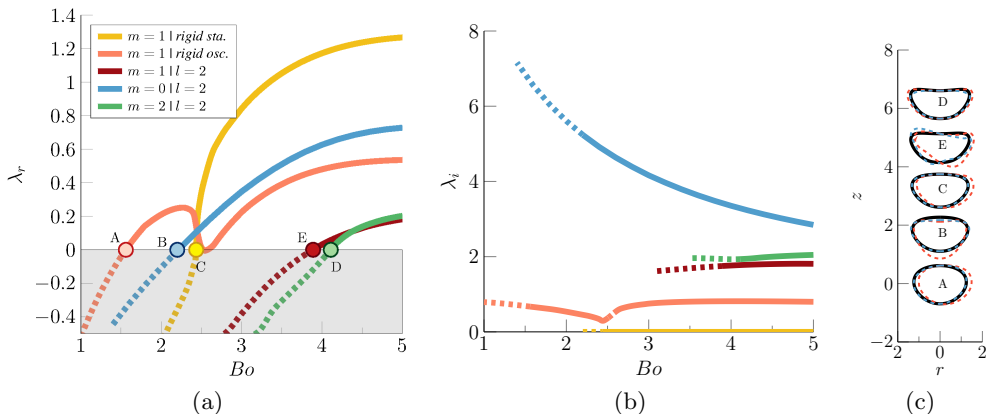 1.4
1.2
1
0.8
0.6
0.4
0.2
0
−0.2
−0.4
λr
m = 1 | rigid sta.
m = 1 | rigid osc.
m = 1 | l = 2
m = 0 | l = 2
m = 2 | l = 2
A
B
C
E
D
1 2 3 4 5
Bo
(a)
8
6
4
2
0
λi
1 2 3 4 5
Bo
(b)
8
6
4
2
0
−2
z
D
E
C
B
A
2 0 2
r
(c)